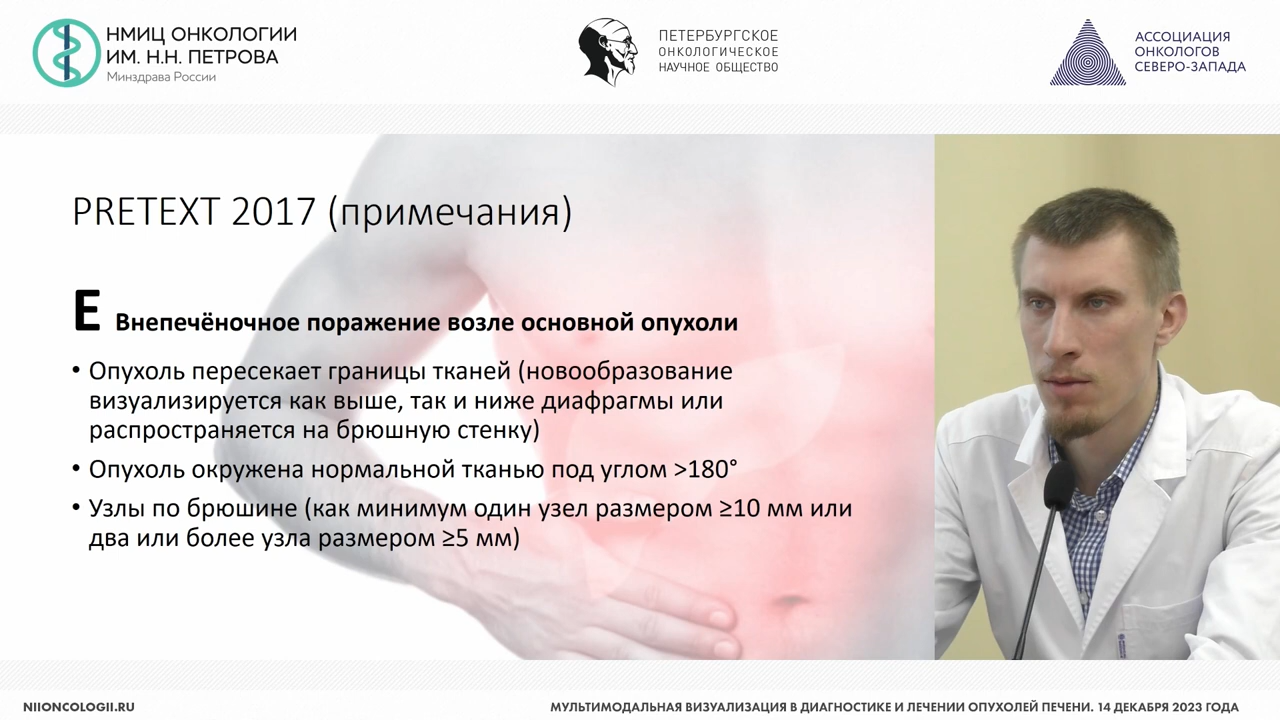 НМИЦ ОНКОЛОГИИ
ИМ. Н.Н. ПЕТРОВА
Минздрава России
ПЕТЕРБУРГСКОЕ
ОНКОЛОГИЧЕСКОЕ
НАУЧНОЕ ОБЩЕСТВО
АССОЦИАЦИЯ
ОНКОЛОГОВ
СЕВЕРО-ЗАПАДА
PRETEXT 2017 (примечания)
E Внепечёночное поражение возле основной опухоли
• Опухоль пересекает границы тканей (новообразование
визуализируется как выше, так и ниже диафрагмы или
распространяется на брюшную стенку)
• Опухоль окружена нормальной тканью под углом >180°
• Узлы по брюшине (как минимум один узел размером ≥10 мм или
два или более узла размером ≥5 мм)
NIIONCOLOGII.RU
МУЛЬТИМОДАЛЬНАЯ ВИЗУАЛИЗАЦИЯ В ДИАГНОСТИКЕ И ЛЕЧЕНИИ ОПУХОЛЕЙ ПЕЧЕНИ. 14 ДЕКАБРЯ 2023 ГОДА